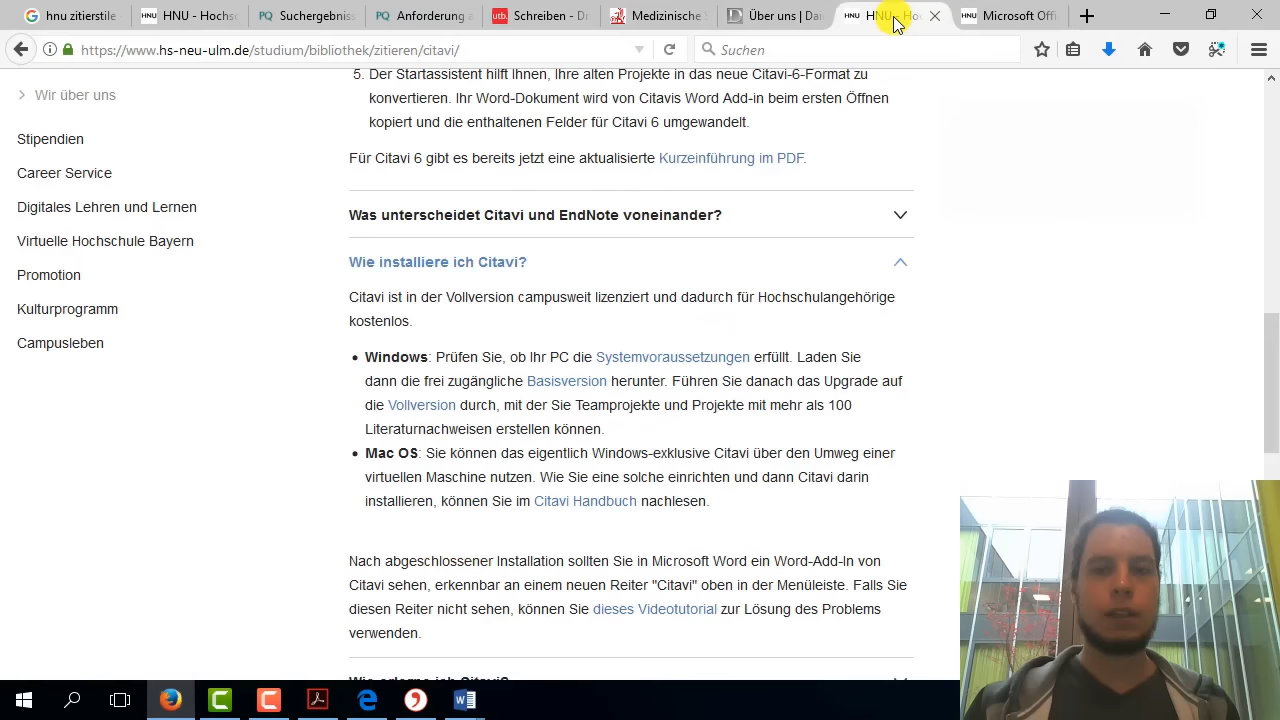 hnu zitierstile
HNU - Hochs
Suchergebniss
Anforderung a
utb. Schreiben - Dr
Medizinische S
Über uns | Dau
HNU - Ho
Microsoft Offi
https://www.hs-neu-ulm.de/studium/bibliothek/zitieren/citavi/
Suchen
Wir über uns
Stipendien
Career Service
Digitales Lehren und Lernen
Virtuelle Hochschule Bayern
Promotion
Kulturprogramm
Campusleben
5. Der Startassistent hilft Ihnen, Ihre alten Projekte in das neue Citavi-6-Format zu
konvertieren. Ihr Word-Dokument wird von Citavis Word Add-in beim ersten Öffnen
kopiert und die enthaltenen Felder für Citavi 6 umgewandelt.
Für Citavi 6 gibt es bereits jetzt eine aktualisierte Kurzeinführung im PDF.
Was unterscheidet Citavi und EndNote voneinander?
Wie installiere ich Citavi?
Citavi ist in der Vollversion campusweit lizenziert und dadurch für Hochschulangehörige
kostenlos.
• Windows: Prüfen Sie, ob Ihr PC die Systemvoraussetzungen erfüllt. Laden Sie
dann die frei zugängliche Basisversion herunter. Führen Sie danach das Upgrade auf
die Vollversion durch, mit der Sie Teamprojekte und Projekte mit mehr als 100
Literaturnachweisen erstellen können.
• Mac OS: Sie können das eigentlich Windows-exklusive Citavi über den Umweg einer
virtuellen Maschine nutzen. Wie Sie eine solche einrichten und dann Citavi darin
installieren, können Sie im Citavi Handbuch nachlesen.
Nach abgeschlossener Installation sollten Sie in Microsoft Word ein Word-Add-In von
Citavi sehen, erkennbar an einem neuen Reiter "Citavi" oben in der Menüleiste. Falls Sie
diesen Reiter nicht sehen, können Sie dieses Videotutorial zur Lösung des Problems
verwenden.